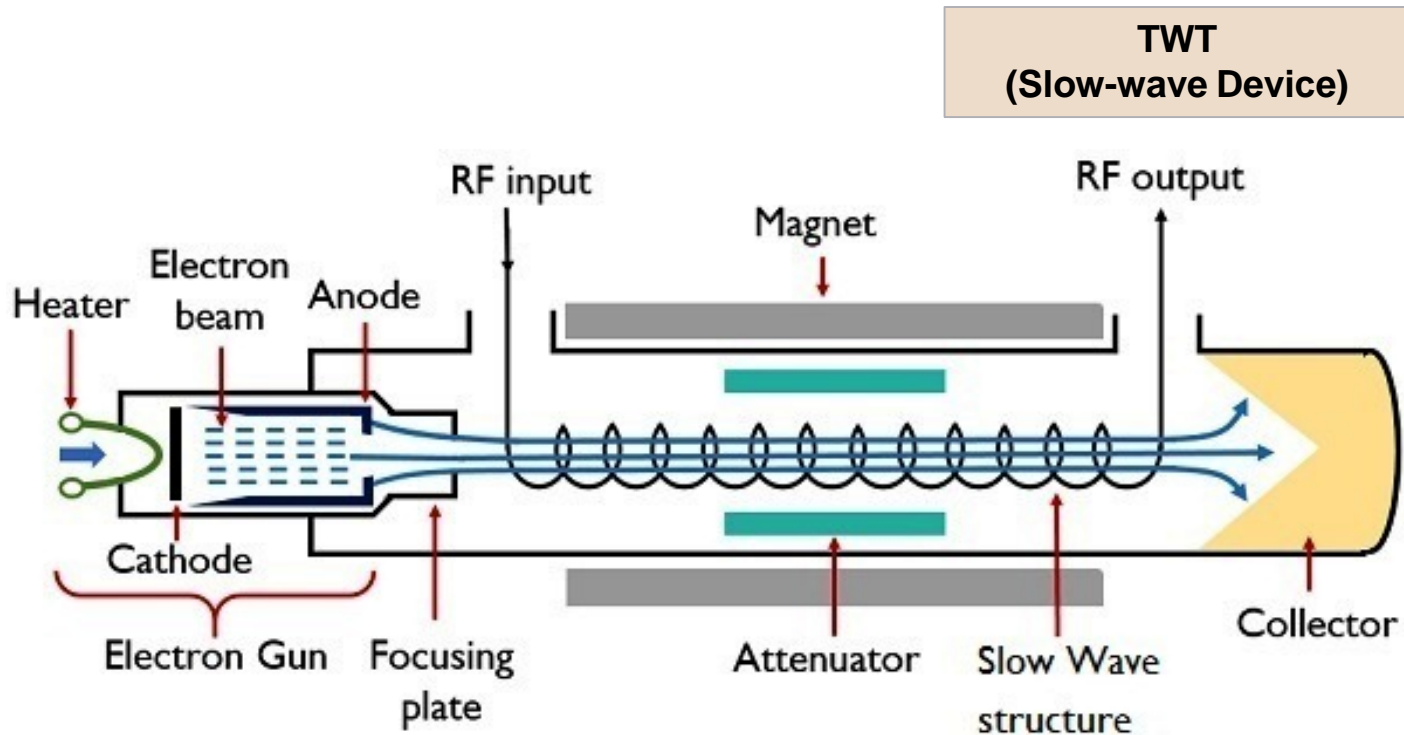 TWT
(Slow-wave Device)
RF input
RF output
Magnet
Electron
beam
Anode
Heater
Cathode
Electron Gun
Focusing
plate
Attenuator
Slow Wave
structure
Collector